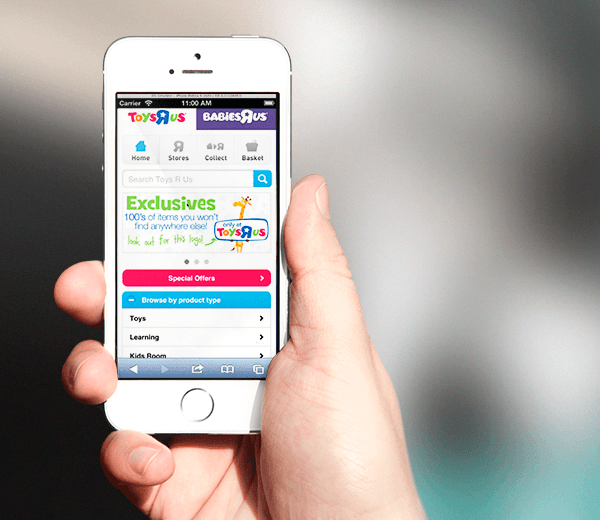 Carrier 11:00 AM
TOYSRUS BABIESRUS
Home Stores Collect Basket
Search Toys R Us
Exclusives
100's of items you won't
find anywhere else!
look out for this logo!
only at
TOYSRUS
Special Offers
Browse by product type
Toys
Learning
Kids Room